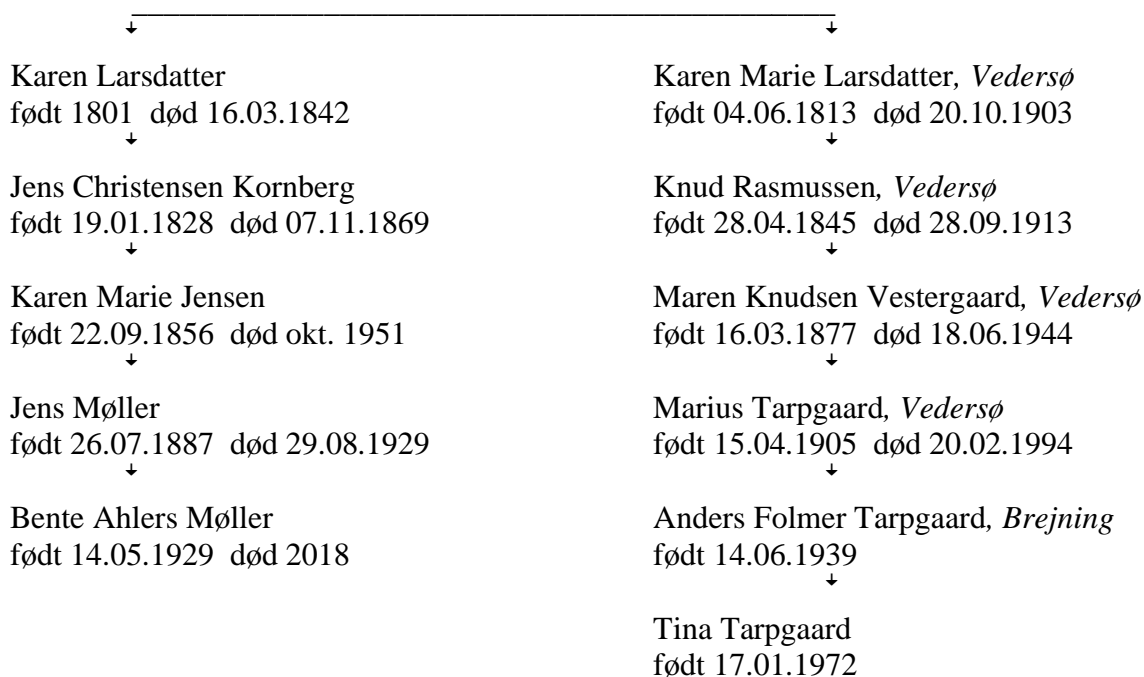 Karen Larsdatter
født 1801 død 16.03.1842
Jens Christensen Kornberg
født 19.01.1828 død 07.11.1869
Karen Marie Jensen
født 22.09.1856 død okt. 1951
Jens Møller
født 26.07.1887 død 29.08.1929
Bente Ahlers Møller
født 14.05.1929 død 2018
Karen Marie Larsdatter, Vedersø
født 04.06.1813 død 20.10.1903
Knud Rasmussen, Vedersø
født 28.04.1845 død 28.09.1913
Maren Knudsen Vestergaard, Vedersø
født 16.03.1877 død 18.06.1944
Marius Tarpgaard, Vedersø
født 15.04.1905 død 20.02.1994
Anders Folmer Tarpgaard, Brejning
født 14.06.1939
Tina Tarpgaard
født 17.01.1972